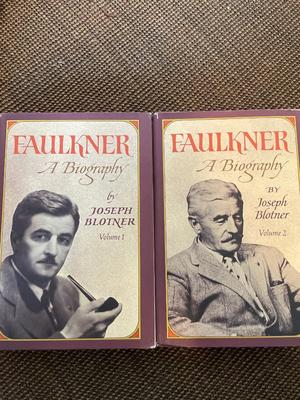 FAULKNER
A Biography
by
JOSEPH
BLOTNER
Volume 1
FAULKNER
A Biography
BY
Joseph
Blotner
Volume 2